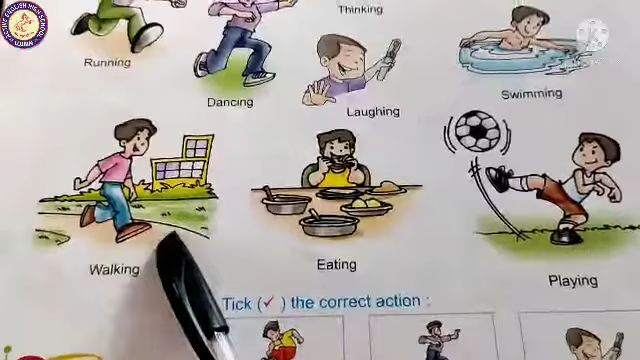 Thinking
Running
Dancing
Laughing
Swimming
Walking
Eating
Playing
Tick (✓) the correct action :